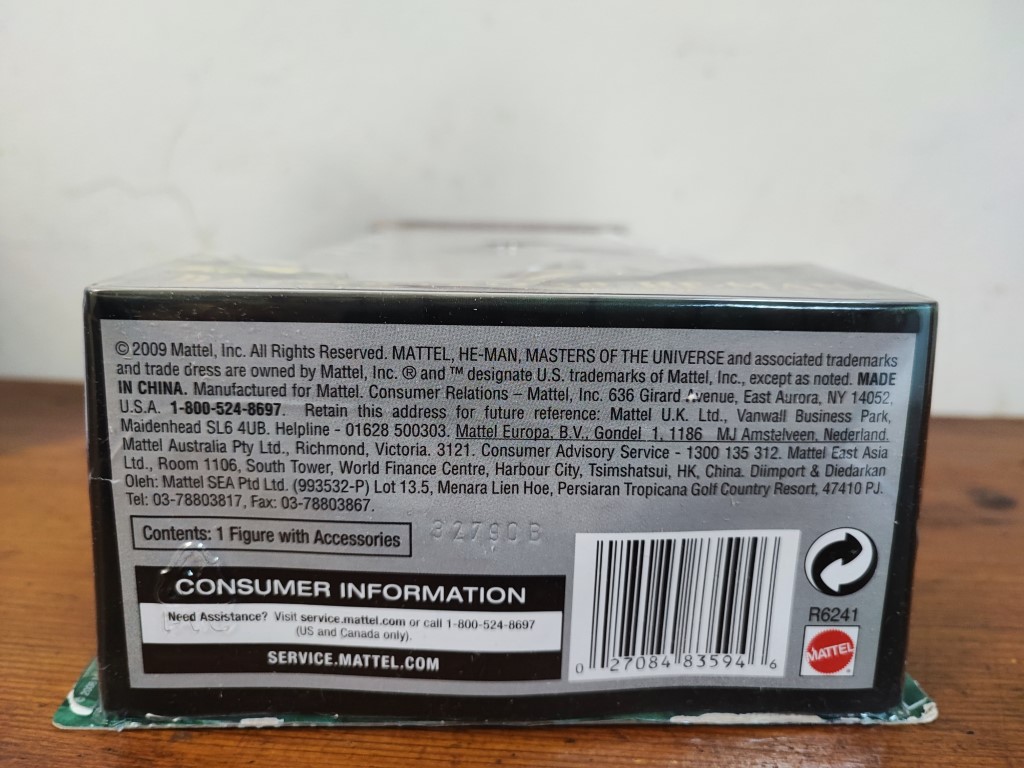 © 2009 Mattel, Inc. All Rights Reserved. MATTEL, HE-MAN, MASTERS OF THE UNIVERSE and associated trademarks
and trade dress are owned by Mattel, Inc. ® and ™ designate U.S. trademarks of Mattel, Inc., except as noted. MADE
IN CHINA. Manufactured for Mattel. Consumer Relations – Mattel, Inc. 636 Girard Avenue, East Aurora, NY 14052,
U.S.A. 1-800-524-8697. Retain this address for future reference: Mattel U.K. Ltd., Vanwall Business Park,
Maidenhead SL6 4UB. Helpline - 01628 500303. Mattel Europa, B.V., Gondel 1, 1186 MJ Amstelveen, Nederland.
Mattel Australia Pty Ltd., Richmond, Victoria. 3121. Consumer Advisory Service - 1300 135 312. Mattel East Asia
Ltd., Room 1106, South Tower, World Finance Centre, Harbour City, Tsimshatsui, HK, China. Diimport & Diedarkan
Oleh: Mattel SEA Ptd Ltd. (993532-P) Lot 13.5, Menara Lien Hoe, Persiaran Tropicana Golf Country Resort, 47410 PJ.
Tel: 03-78803817, Fax: 03-78803867.
Contents: 1 Figure with Accessories
32790B
CONSUMER INFORMATION
Need Assistance? Visit service.mattel.com or call 1-800-524-8697
(US and Canada only).
SERVICE.MATTEL.COM
0 27084 83594 6
R6241
MATTEL